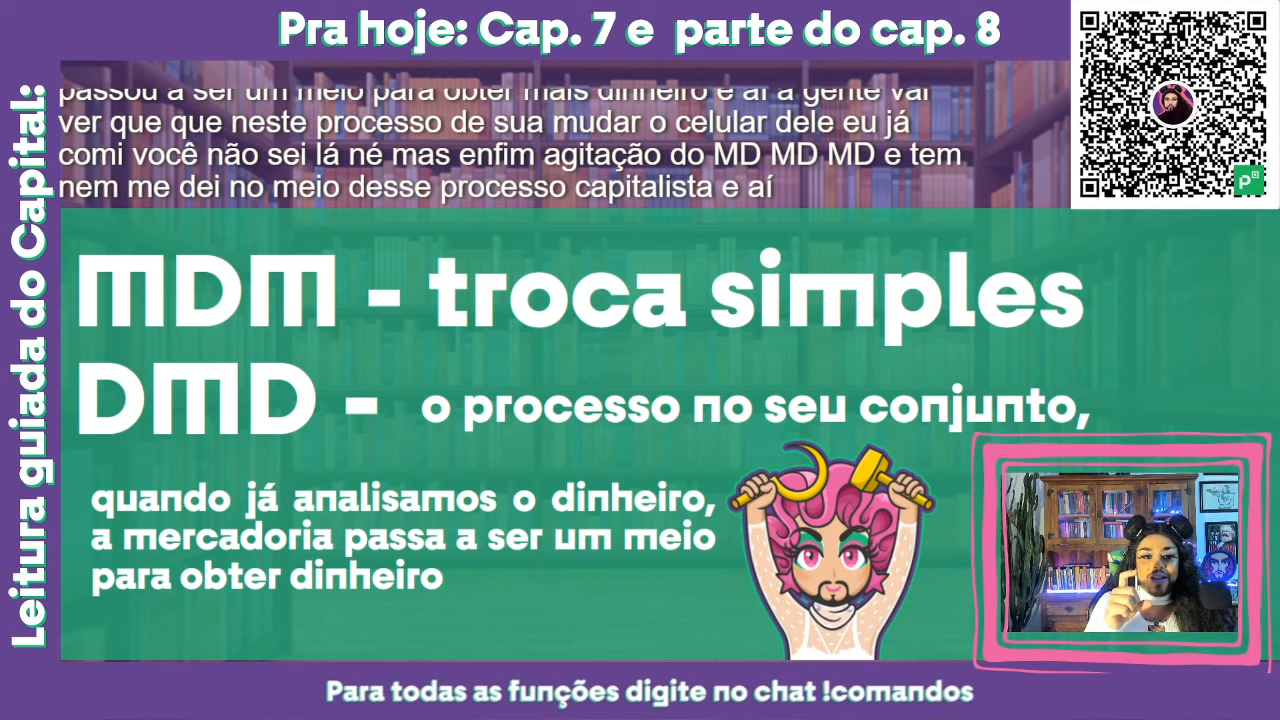 Pra hoje: Cap. 7 e parte do cap. 8
Leitura guiada do Capital:
passou a ser um meio para obter mais dinheiro e aí a gente vai
ver que que neste processo de sua mudar o celular dele eu já
comi você não sei lá né mas enfim agitação do MD MD MD e tem
nem me dei no meio desse processo capitalista e aí
MDM - troca simples
DMD - o processo no seu conjunto,
quando já analisamos o dinheiro,
a mercadoria passa a ser um meio
para obter dinheiro
Para todas as funções digite no chat !comandos